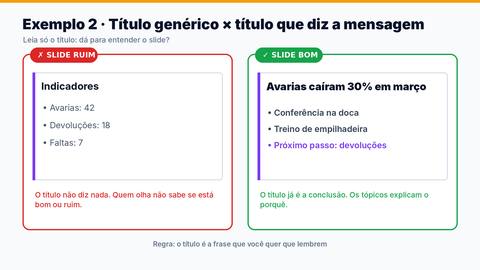 Exemplo 2 · Título genérico × título que diz a mensagem
Leia só o título: dá para entender o slide?
✗ SLIDE RUIM
Indicadores
• Avarias: 42
• Devoluções: 18
• Faltas: 7
O título não diz nada. Quem olha não sabe se está
bom ou ruim.
✓ SLIDE BOM
Avarias caíram 30% em março
• Conferência na doca
• Treino de empilhadeira
• Próximo passo: devoluções
O título já é a conclusão. Os tópicos explicam o
porquê.
Regra: o título é a frase que você quer que lembrem